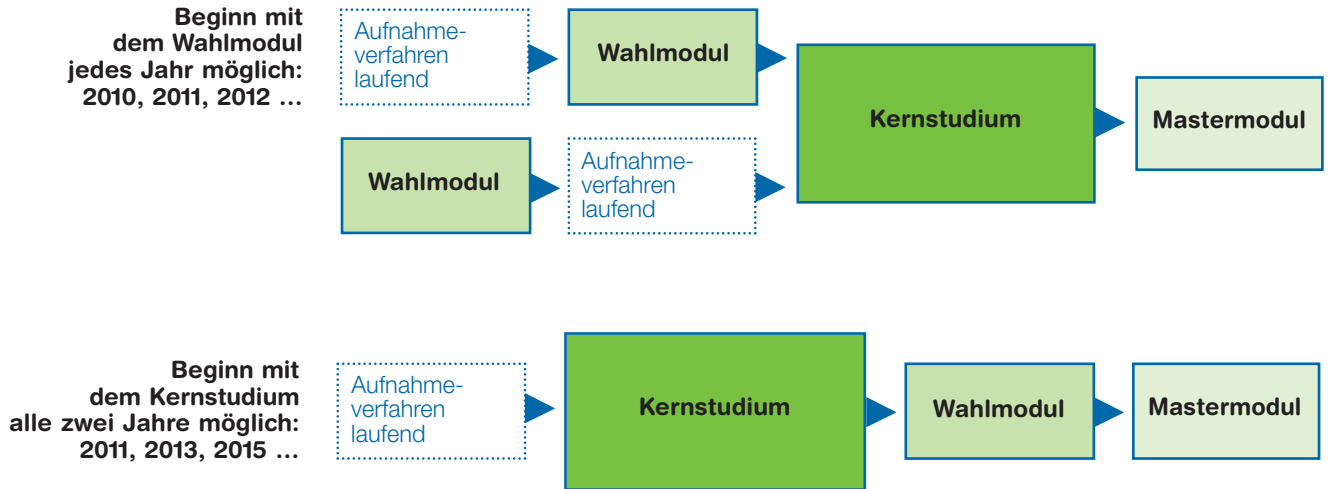 Beginn mit
dem Wahlmodul
jedes Jahr möglich:
2010, 2011, 2012 ...
Aufnahme-
verfahren
laufend
Wahlmodul
Kernstudium
Mastermodul
Wahlmodul
Aufnahme-
verfahren
laufend
Beginn mit
dem Kernstudium
alle zwei Jahre möglich:
2011, 2013, 2015 ...
Aufnahme-
verfahren
laufend
Kernstudium
Wahlmodul
Mastermodul